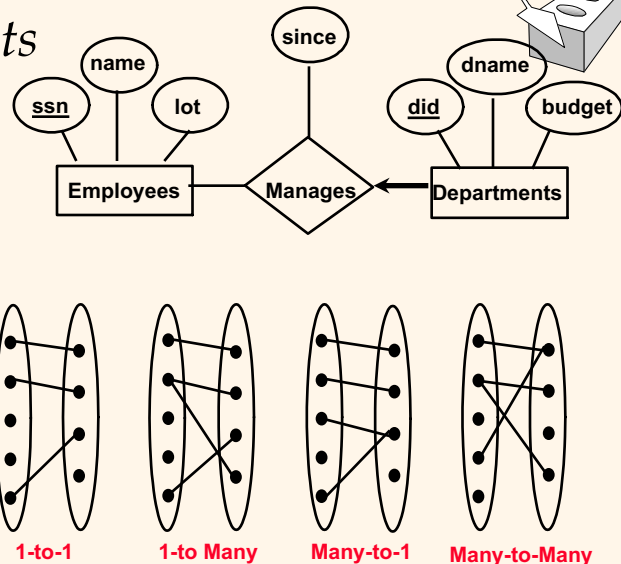 ts
since
name
dname
ssn
lot
did
budget
Employees
Manages
Departments
1-to-1
1-to Many
Many-to-1
Many-to-Many